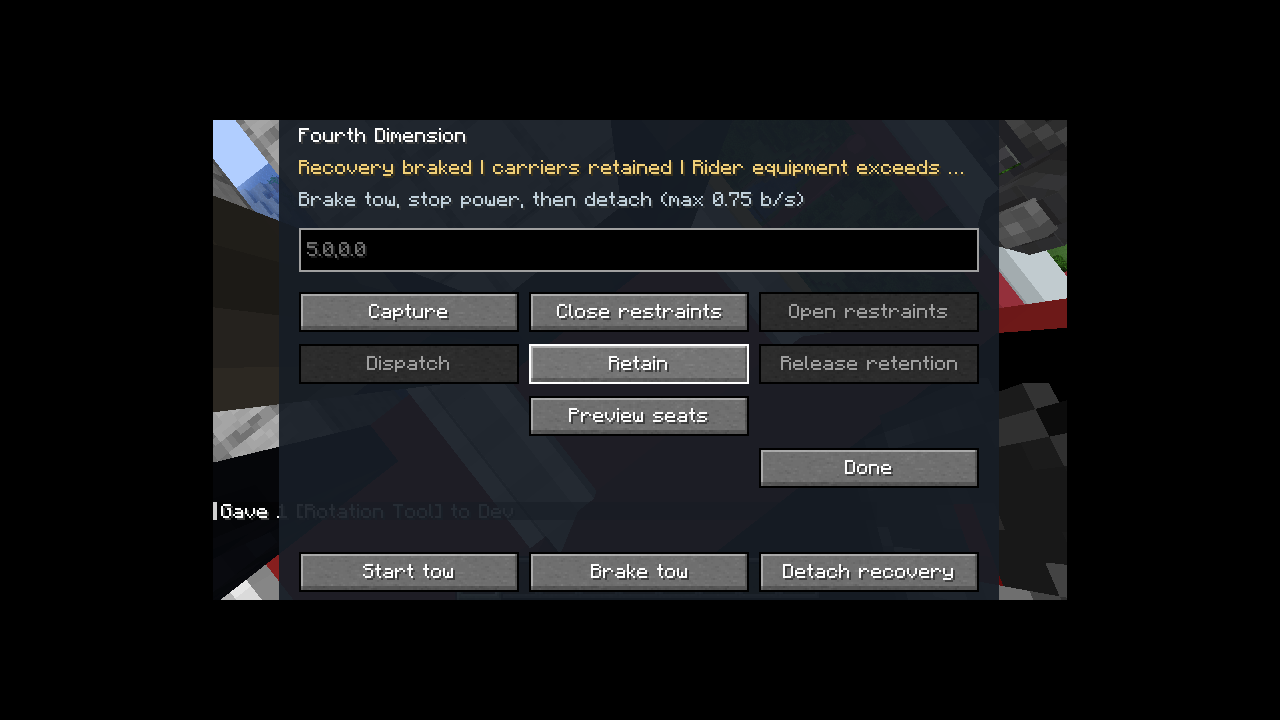 Fourth Dimension
Recovery braked | carriers retained | Rider equipment exceeds ...
Brake tow, stop power, then detach (max 0.75 b/s)
5.0,0.0
Capture
Close restraints
Open restraints
Dispatch
Retain
Release retention
Preview seats
Done
Gave 1 [Rotation Tool] to Dev
Start tow
Brake tow
Detach recovery